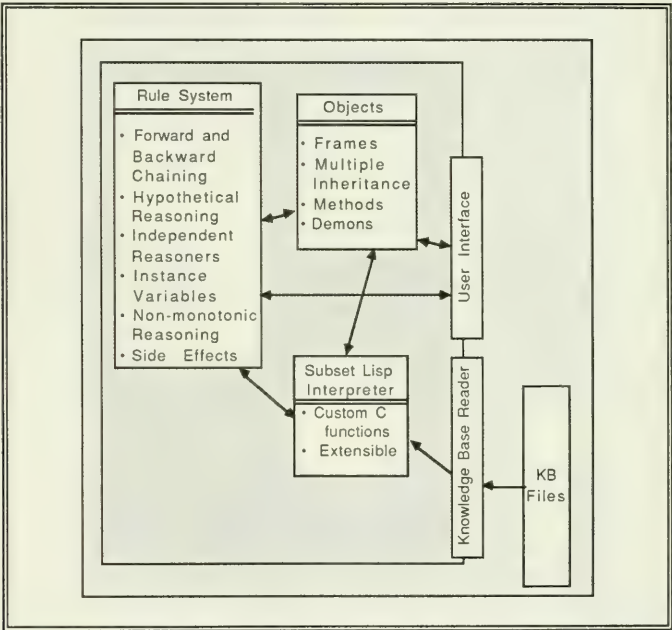 Rule System
• Forward and
Backward
Chaining
• Hypothetical
Reasoning
• Independent
Reasoners
• Instance
Variables
• Non-monotonic
Reasoning
• Side Effects
Objects
• Frames
• Multiple
Inheritance
• Methods
• Demons
Subset Lisp
Interpreter
• Custom C
functions
• Extensible
User Interface
Knowledge Base Reader
KB
Files